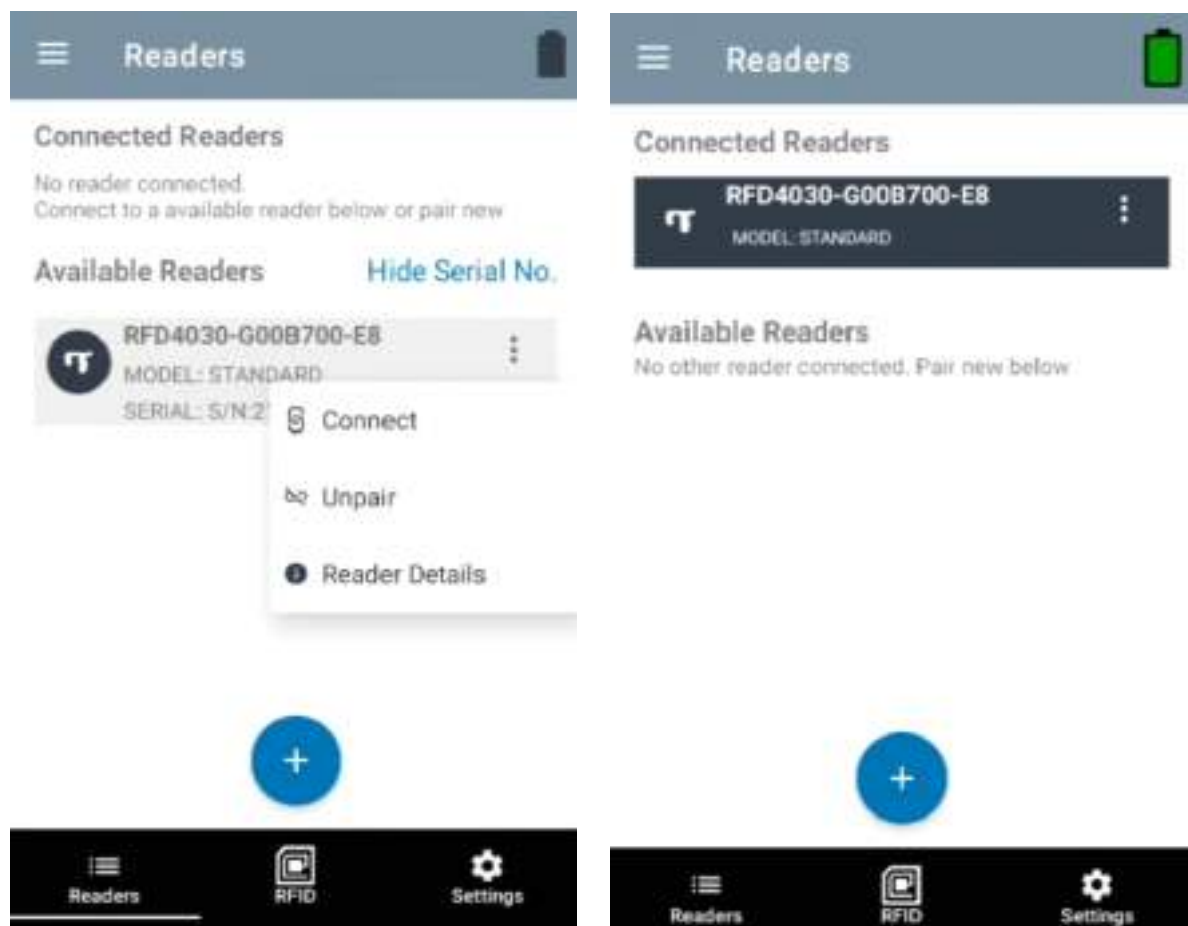 Readers
Connected Readers
No reader connected.
Connect to a available reader below or pair new
Available Readers
Hide Serial No.
RFD4030-G00B700-E8
MODEL: STANDARD
SERIAL: S/N:2
Connect
Unpair
Reader Details
+
Readers
RFID
Settings
Readers
Connected Readers
RFD4030-G00B700-E8
MODEL: STANDARD
Available Readers
No other reader connected. Pair new below
+
Readers
RFID
Settings